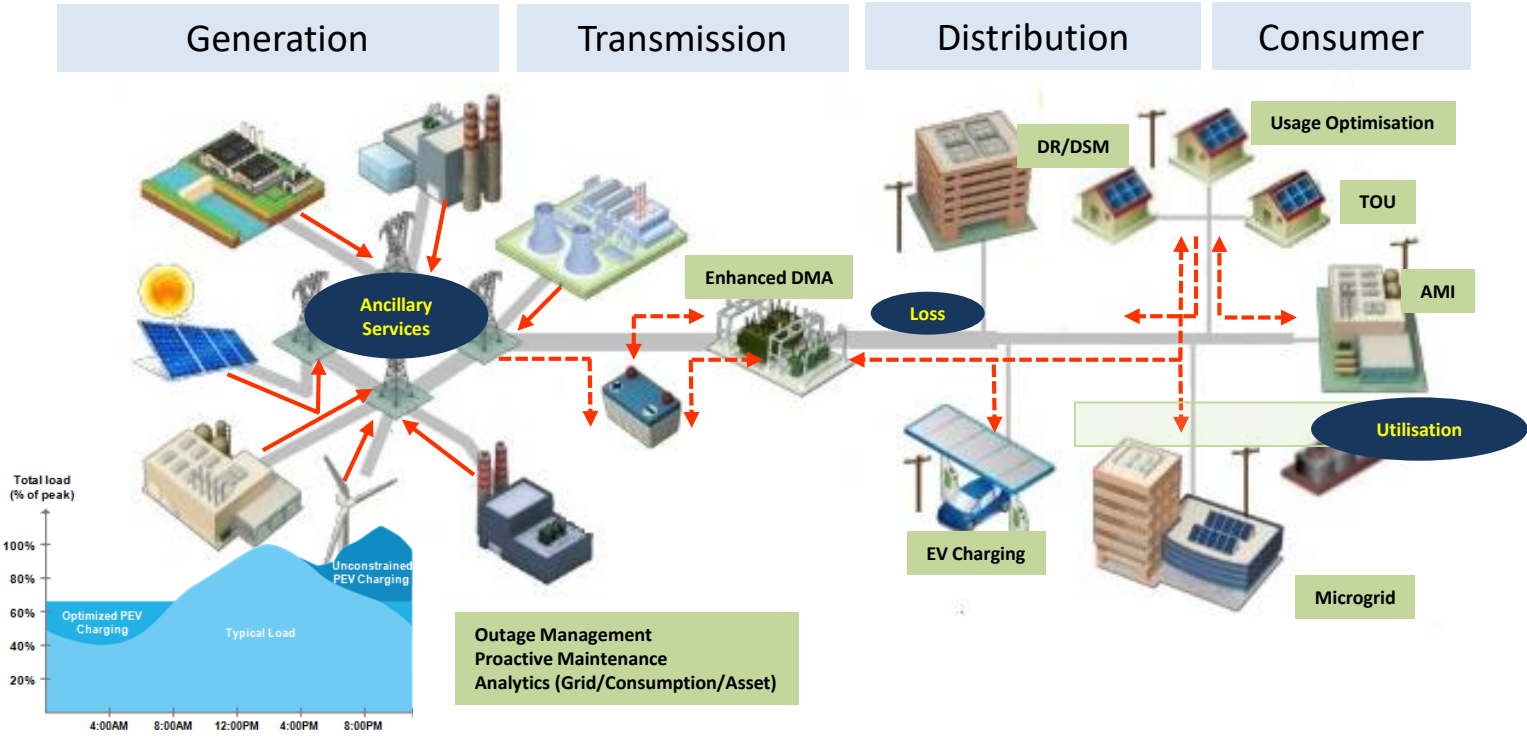 Generation
Transmission
Distribution
Consumer
Usage Optimisation
DR/DSM
TOU
Enhanced DMA
AMI
Ancillary
Services
Loss
Utilisation
EV Charging
Microgrid
Total load
(% of peak)
100%
80%
60%
40%
20%
Unconstrained
PEV Charging
Optimized PEV
Charging
Typical Load
4:00AM 8:00AM 12:00PM 4:00PM 8:00PM
Outage Management
Proactive Maintenance
Analytics (Grid/Consumption/Asset)